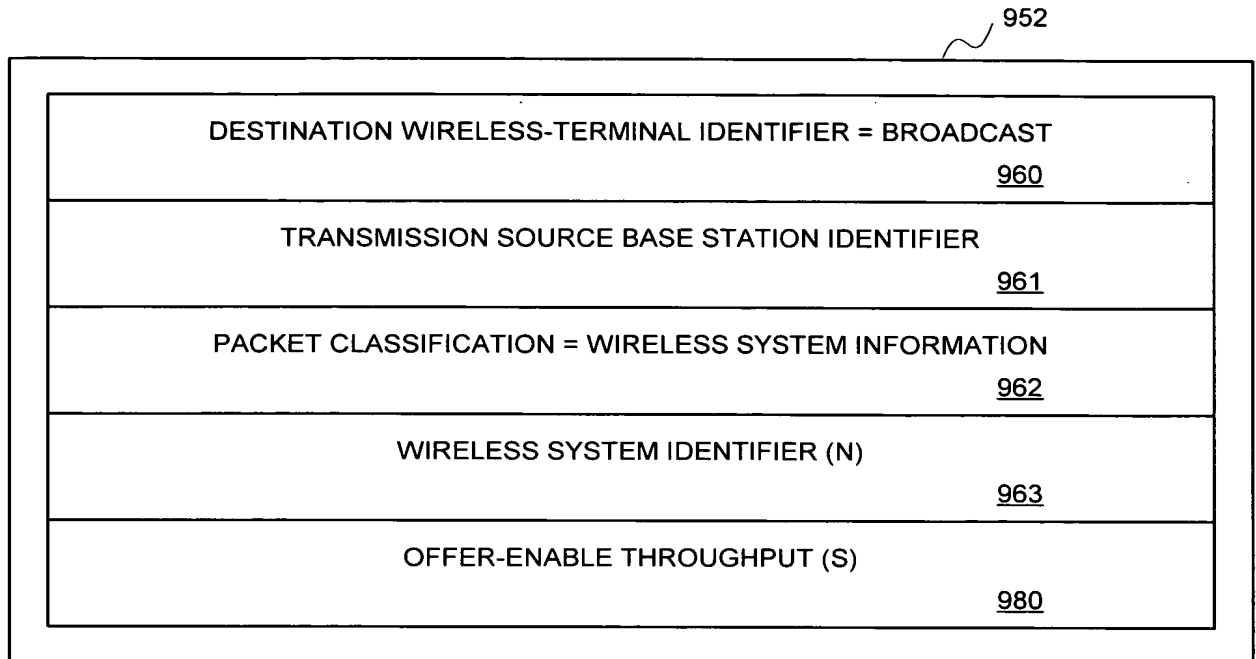 952
DESTINATION WIRELESS-TERMINAL IDENTIFIER = BROADCAST
960
TRANSMISSION SOURCE BASE STATION IDENTIFIER
961
PACKET CLASSIFICATION = WIRELESS SYSTEM INFORMATION
962
WIRELESS SYSTEM IDENTIFIER (N)
963
OFFER-ENABLE THROUGHPUT (S)
980